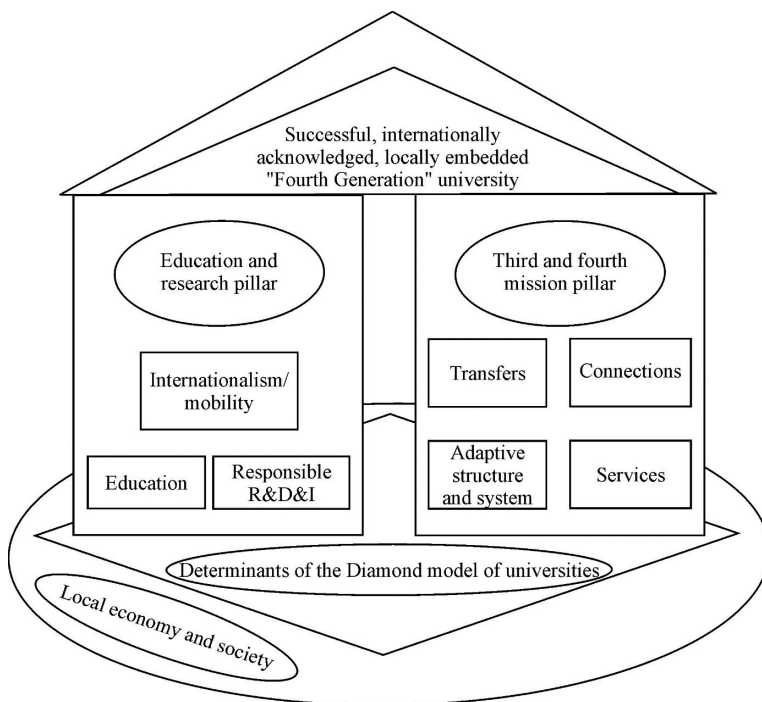 Successful, internationally
acknowledged, locally embedded
"Fourth Generation" university
Education and
research pillar
Third and fourth
mission pillar
Internationalism/
mobility
Transfers
Connections
Education
Responsible
R&D&I
Adaptive
structure
and system
Services
Determinants of the Diamond model of universities
Local economy and society